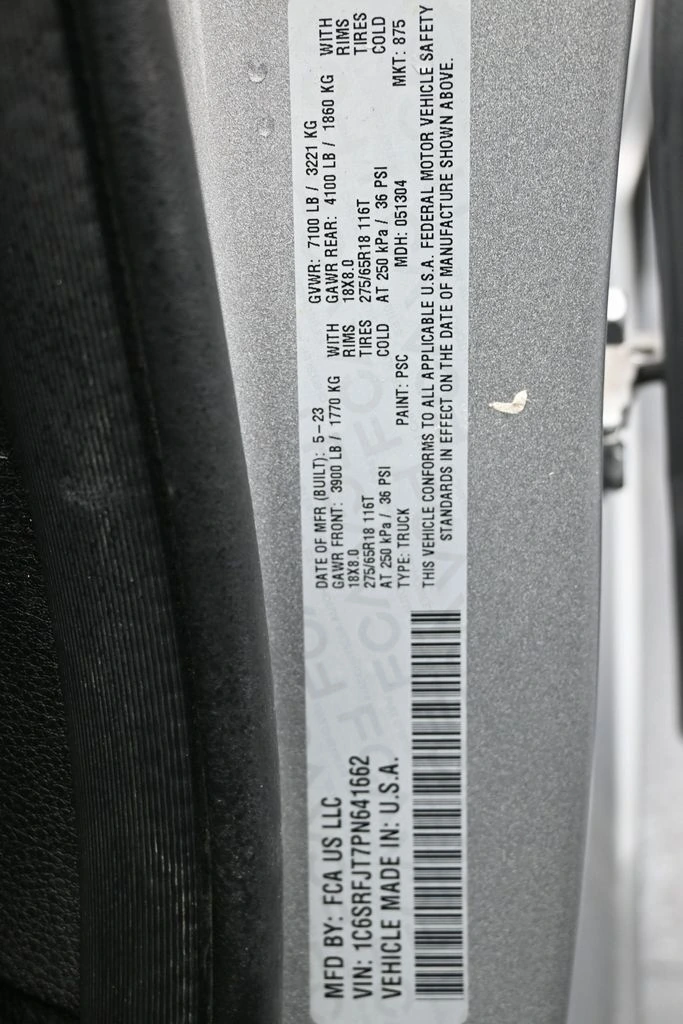 MFD BY: FCA US LLC
VIN: 1C6SRFJT7PN641662
VEHICLE MADE IN: U.S.A.
DATE OF MFR (BUILT): 5-23 GVWR: 7100 LB / 3221 KG
GAWR FRONT: 3900 LB / 1770 KG WITH GAWR REAR: 4100 LB / 1860 KG WITH
18X8.0 RIMS 18X8.0 RIMS
275/65R18 116T TIRES 275/65R18 116T TIRES
AT 250 kPa / 36 PSI COLD AT 250 kPa / 36 PSI COLD
TYPE: TRUCK PAINT: PSC MDH: 051304 MKT: 875
THIS VEHICLE CONFORMS TO ALL APPLICABLE U.S.A. FEDERAL MOTOR VEHICLE SAFETY
STANDARDS IN EFFECT ON THE DATE OF MANUFACTURE SHOWN ABOVE.